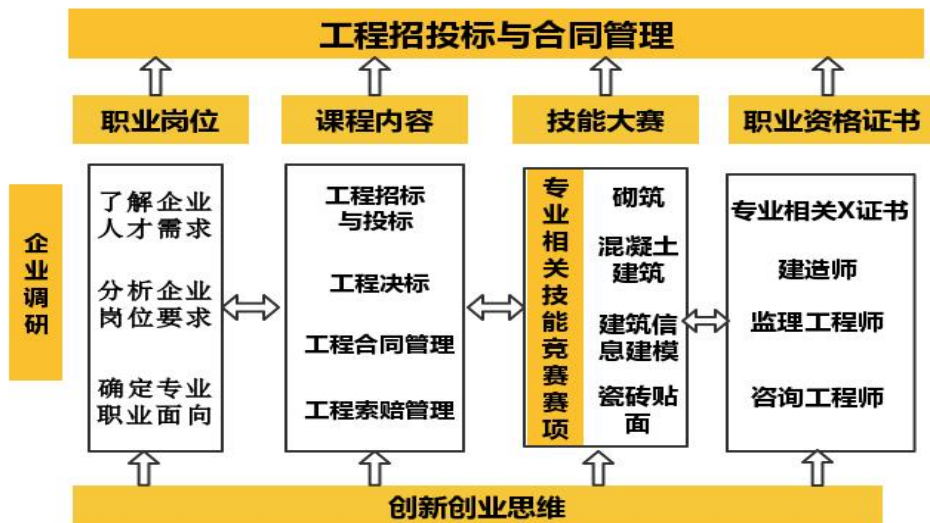 工程招投标与合同管理
职业岗位
课程内容
技能大赛
职业资格证书
企业调研
了解企业
人才需求
分析企业
岗位要求
确定专业
职业面向
工程招标
与投标
工程决标
工程合同管理
工程索赔管理
专业相关技能竞赛赛项
砌筑
混凝土
建筑
建筑信
息建模
瓷砖贴
面
专业相关X证书
建造师
监理工程师
咨询工程师
创新创业思维